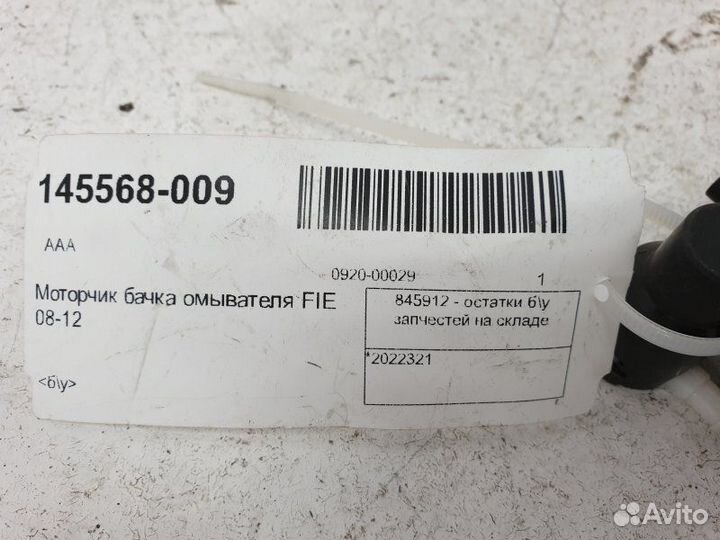 145568-009
AAA
0920-00029 1
Моторчик бачка омывателя FIE
08-12
845912 - остатки б\у
запчестей на складе
*2022321
<б\у>
Avito